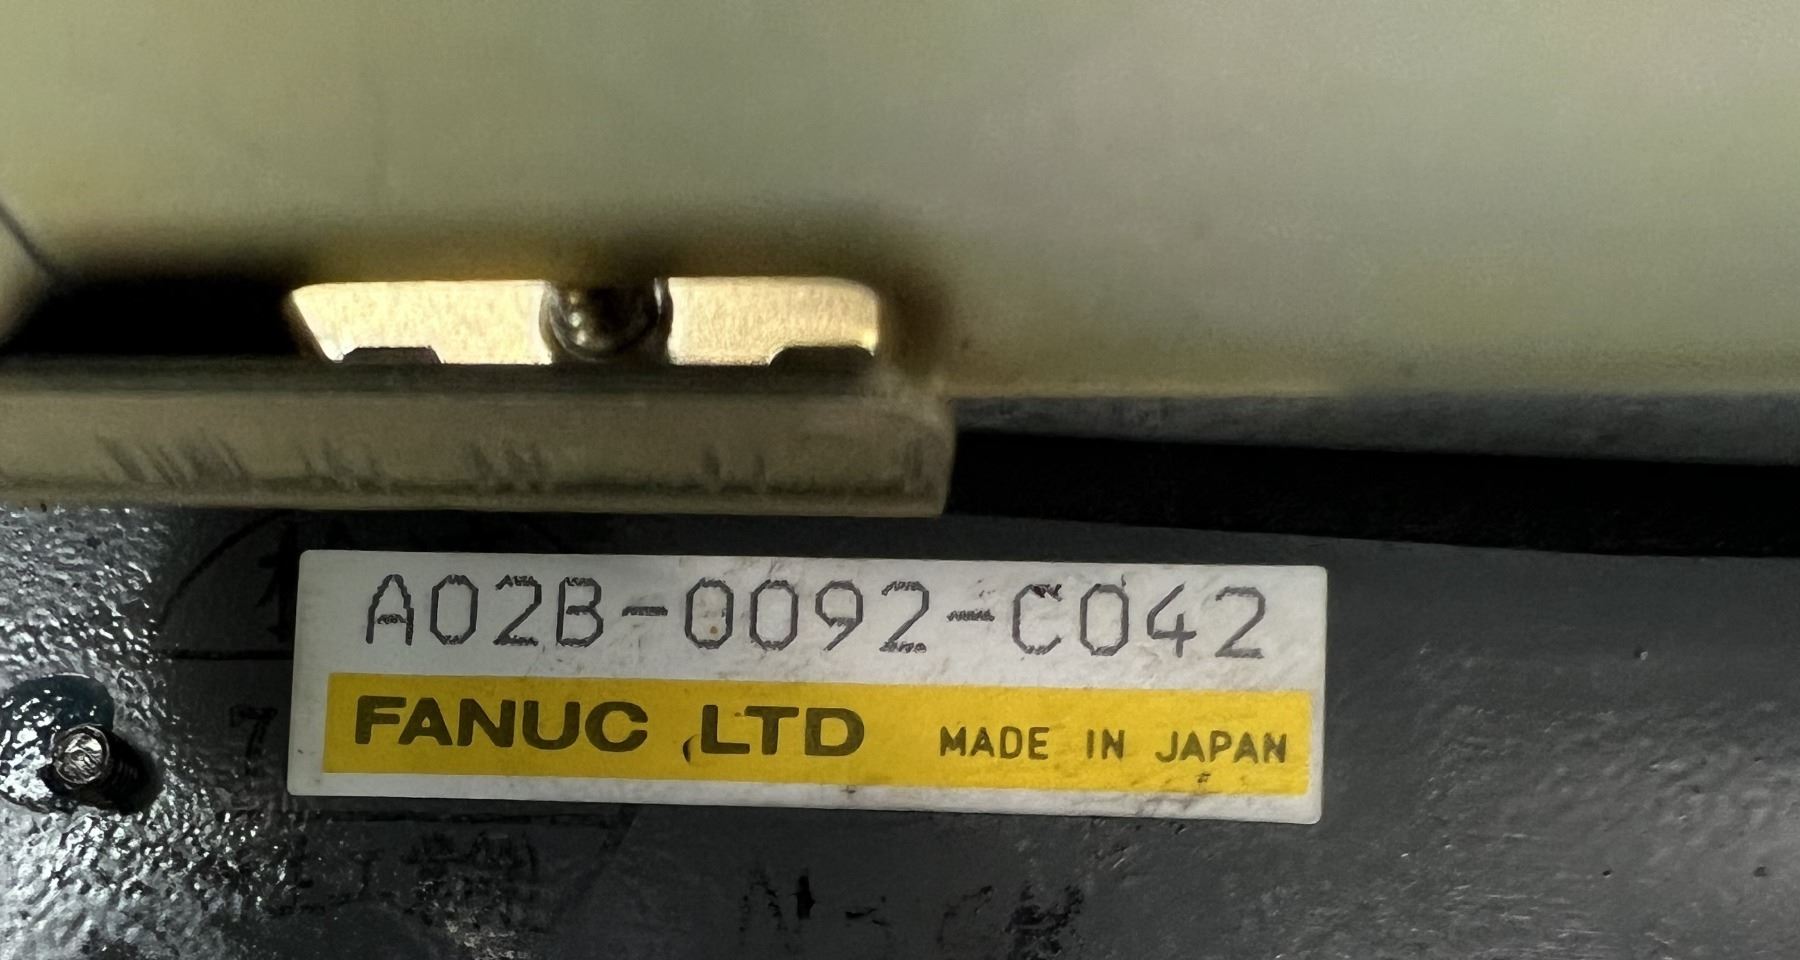 A02B-0092-C042
FANUC LTD MADE IN JAPAN